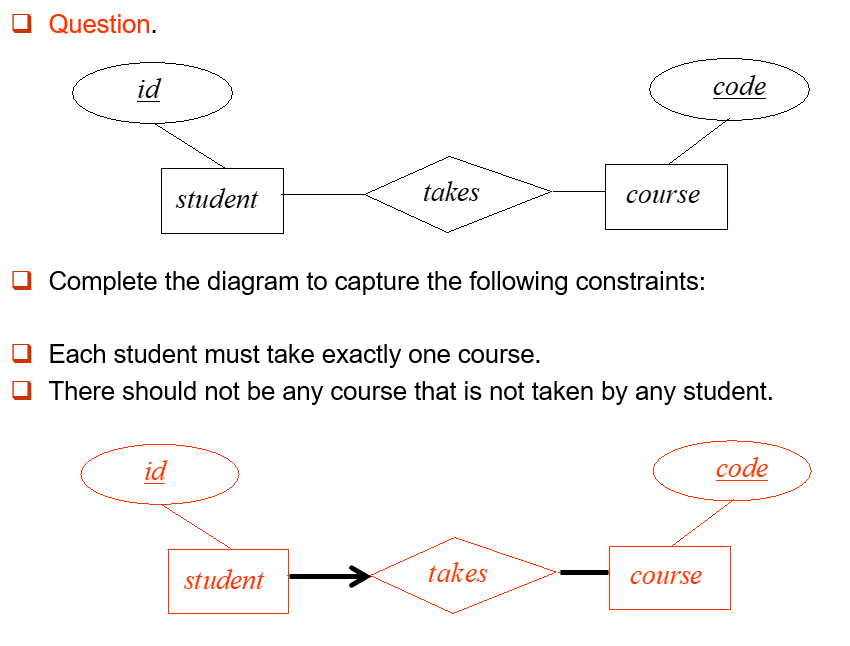 Question.
id
code
student
takes
course
Complete the diagram to capture the following constraints:
Each student must take exactly one course.
There should not be any course that is not taken by any student.
id
code
student
takes
course